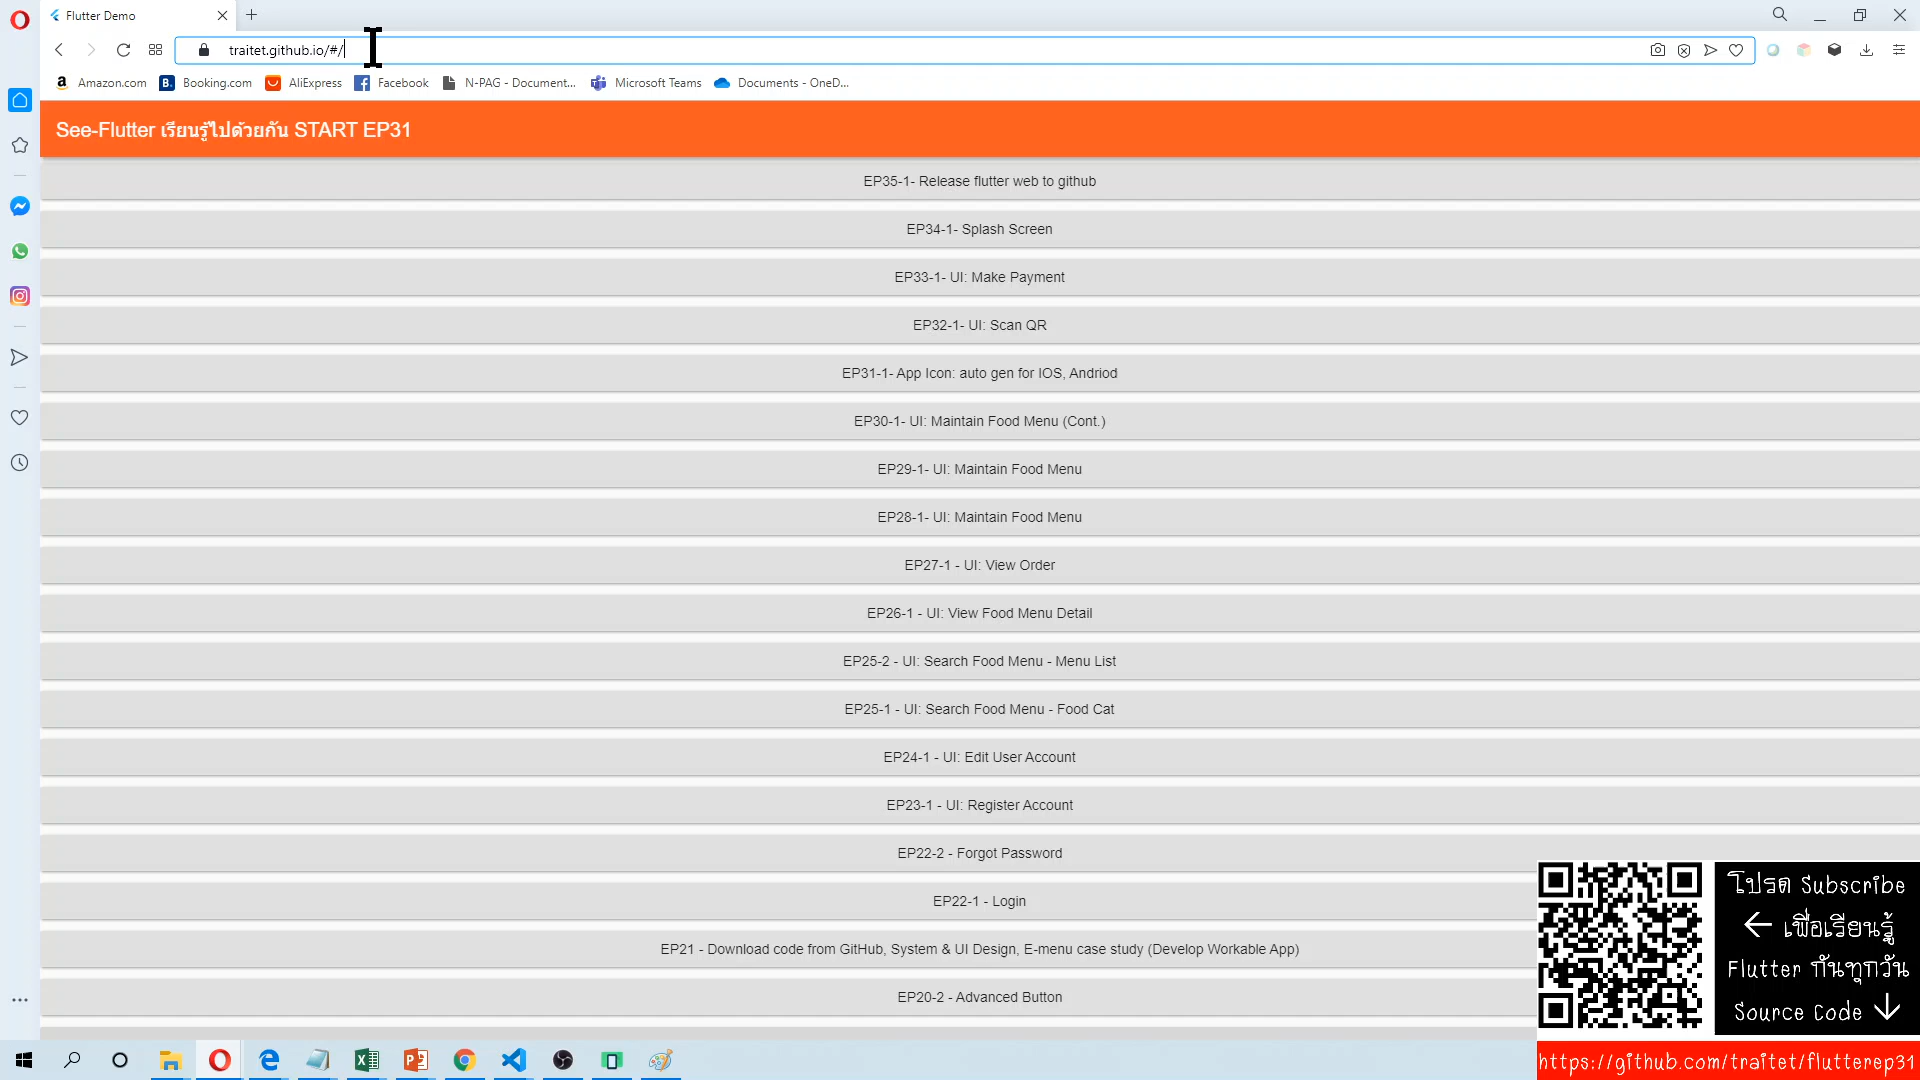 Flutter Demo
traitet.github.io/#/
Amazon.com
Booking.com
AliExpress
Facebook
N-PAG - Document...
Microsoft Teams
Documents - OneD...
See-Flutter เรียนรู้ไปด้วยกัน START EP31
EP35-1- Release flutter web to github
EP34-1- Splash Screen
EP33-1- UI: Make Payment
EP32-1- UI: Scan QR
EP31-1- App Icon: auto gen for IOS, Andriod
EP30-1- UI: Maintain Food Menu (Cont.)
EP29-1- UI: Maintain Food Menu
EP28-1- UI: Maintain Food Menu
EP27-1 - UI: View Order
EP26-1 - UI: View Food Menu Detail
EP25-2 - UI: Search Food Menu - Menu List
EP25-1 - UI: Search Food Menu - Food Cat
EP24-1 - UI: Edit User Account
EP23-1 - UI: Register Account
EP22-2 - Forgot Password
EP22-1 - Login
EP21 - Download code from GitHub, System & UI Design, E-menu case study (Develop Workable App)
EP20-2 - Advanced Button
โปรด Subscribe
← เพื่อเรียนรู้
Flutter กันทุกวัน
Source Code ↓
https://github.com/traitet/flutterep31